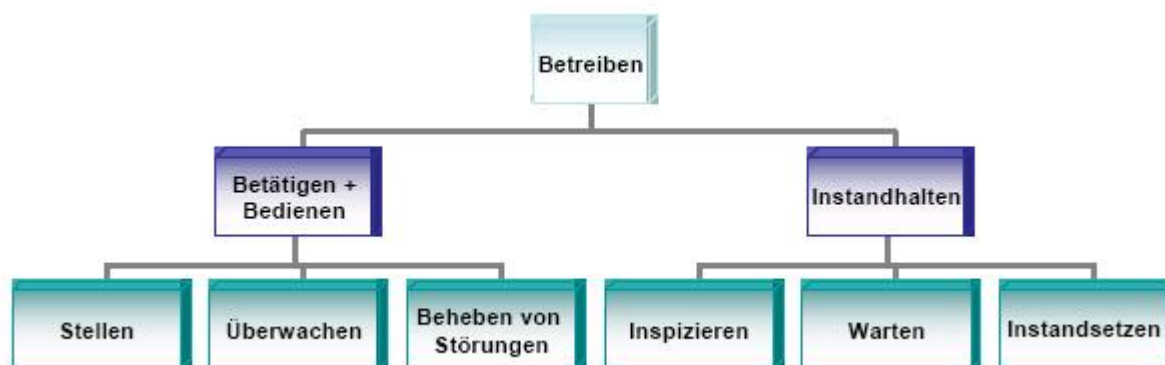 Betreiben
Betätigen +
Bedienen
Instandhalten
Stellen
Überwachen
Beheben von
Störungen
Inspizieren
Warten
Instandsetzen